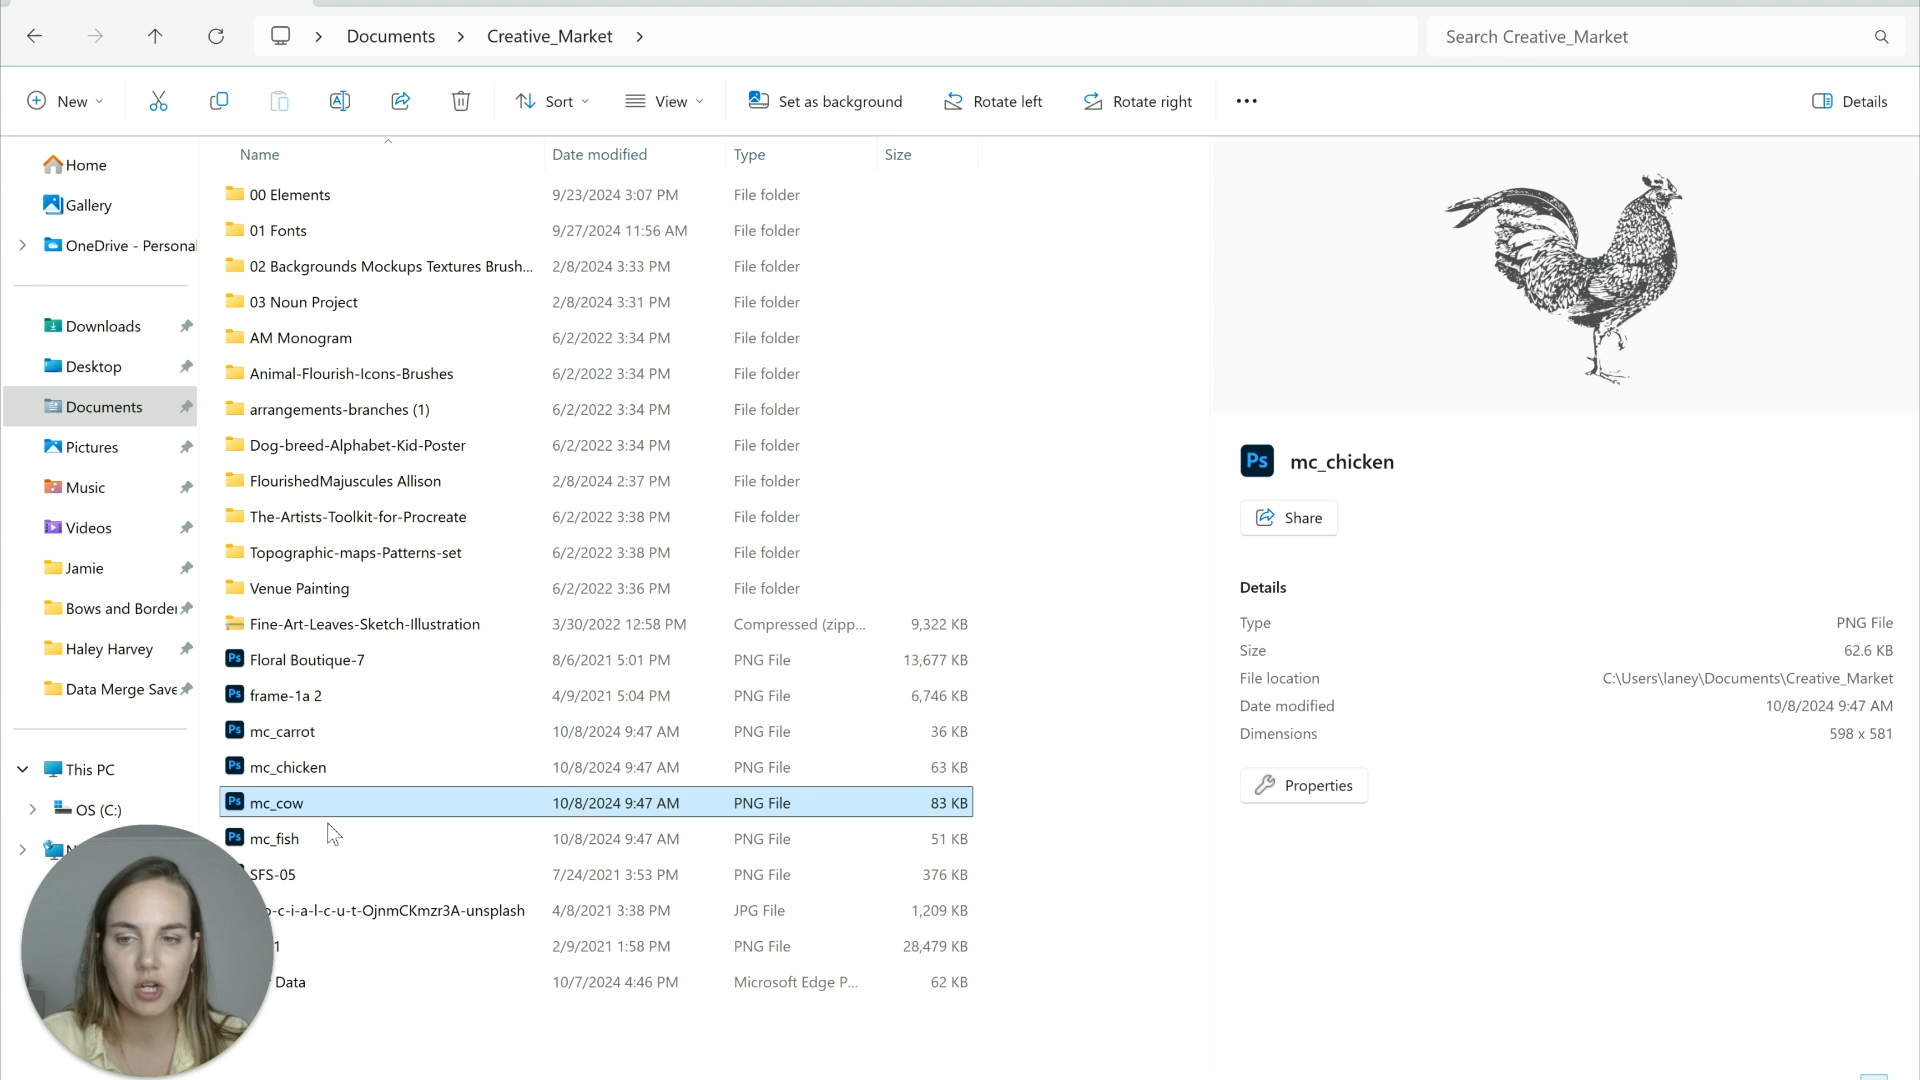 Documents
Creative_Market
Search Creative_Market
New
Sort
View
Set as background
Rotate left
Rotate right
Details
Name
Date modified
Type
Size
Home
Gallery
OneDrive - Persona
Downloads
Desktop
Documents
Pictures
Music
Videos
Jamie
Bows and Border
Haley Harvey
Data Merge Save
This PC
OS (C:)
00 Elements 9/23/2024 3:07 PM File folder
01 Fonts 9/27/2024 11:56 AM File folder
02 Backgrounds Mockups Textures Brush... 2/8/2024 3:33 PM File folder
03 Noun Project 2/8/2024 3:31 PM File folder
AM Monogram 6/2/2022 3:34 PM File folder
Animal-Flourish-Icons-Brushes 6/2/2022 3:34 PM File folder
arrangements-branches (1) 6/2/2022 3:34 PM File folder
Dog-breed-Alphabet-Kid-Poster 6/2/2022 3:34 PM File folder
FlourishedMajuscules Allison 2/8/2024 2:37 PM File folder
The-Artists-Toolkit-for-Procreate 6/2/2022 3:38 PM File folder
Topographic-maps-Patterns-set 6/2/2022 3:38 PM File folder
Venue Painting 6/2/2022 3:36 PM File folder
Fine-Art-Leaves-Sketch-Illustration 3/30/2022 12:58 PM Compressed (zipp... 9,322 KB
Ps Floral Boutique-7 8/6/2021 5:01 PM PNG File 13,677 KB
Ps frame-1a 2 4/9/2021 5:04 PM PNG File 6,746 KB
Ps mc_carrot 10/8/2024 9:47 AM PNG File 36 KB
Ps mc_chicken 10/8/2024 9:47 AM PNG File 63 KB
Ps mc_cow 10/8/2024 9:47 AM PNG File 83 KB
Ps mc_fish 10/8/2024 9:47 AM PNG File 51 KB
SFS-05 7/24/2021 3:53 PM PNG File 376 KB
o-c-i-a-l-c-u-t-OjnmCKmzr3A-unsplash 4/8/2021 3:38 PM JPG File 1,209 KB
1 2/9/2021 1:58 PM PNG File 28,479 KB
Data 10/7/2024 4:46 PM Microsoft Edge P... 62 KB
Ps mc_chicken
Share
Details
Type PNG File
Size 62.6 KB
File location C:\Users\laney\Documents\Creative_Market
Date modified 10/8/2024 9:47 AM
Dimensions 598 x 581
Properties